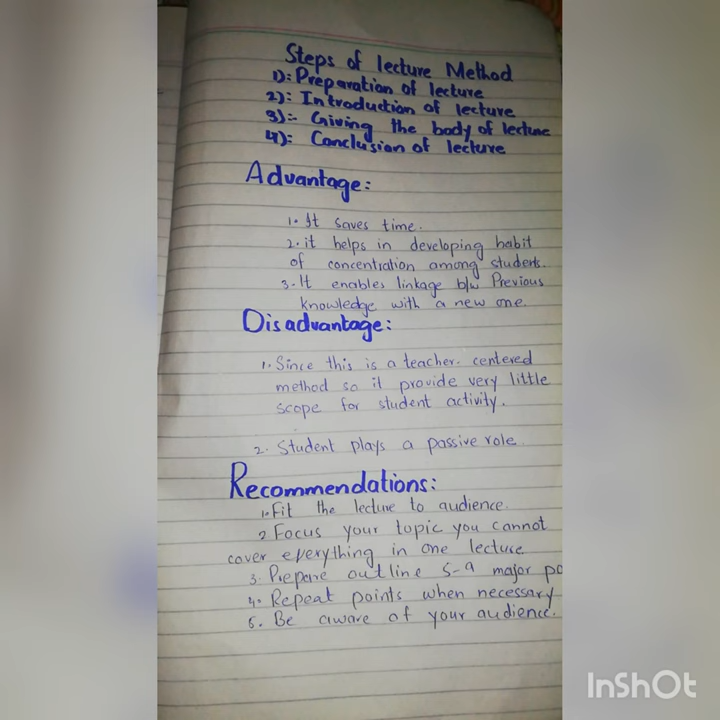 Steps of lecture Method
1):Preparation of lecture
2): Introduction of lecture
3):- Giving the body of lecture
4): Conclusion of lecture
Advantage:
1. It saves time.
2. it helps in developing habit
of concentration among students.
3. It enables linkage b/w Previous
knowledge with a new one.
Disadvantage:
1. Since this is a teacher. centered
method so it provide very little
scope for student activity.
2. Student plays a passive role.
Recommendations:
1. Fit the lecture to audience.
2 Focus your topic you cannot
cover everything in one lecture
3. Prepare outline 5-9 major po
4. Repeat points when necessary
5. Be aware of your audience.
InShOt